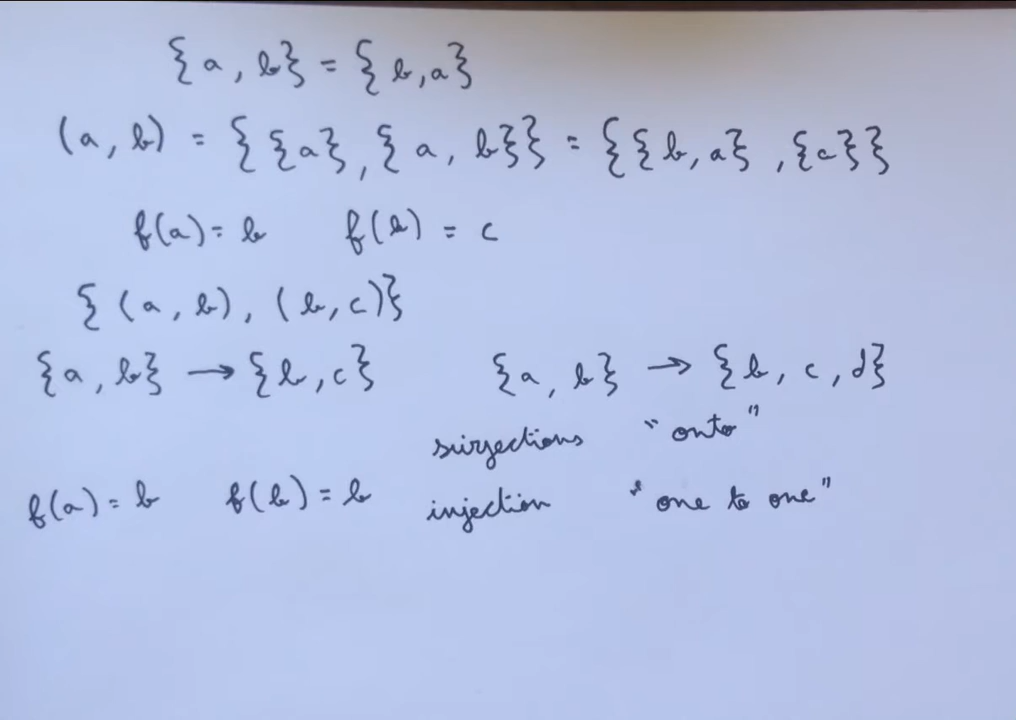 {a, b} = {b, a}
(a, b) = {{a}, {a, b}} = {{b, a}, {a}}
f(a) = b f(b) = c
{(a, b), (b, c)}
{a, b} → {b, c} {a, b} → {b, c, d}
surjections "onto"
f(a) = b f(b) = b injection "one to one"